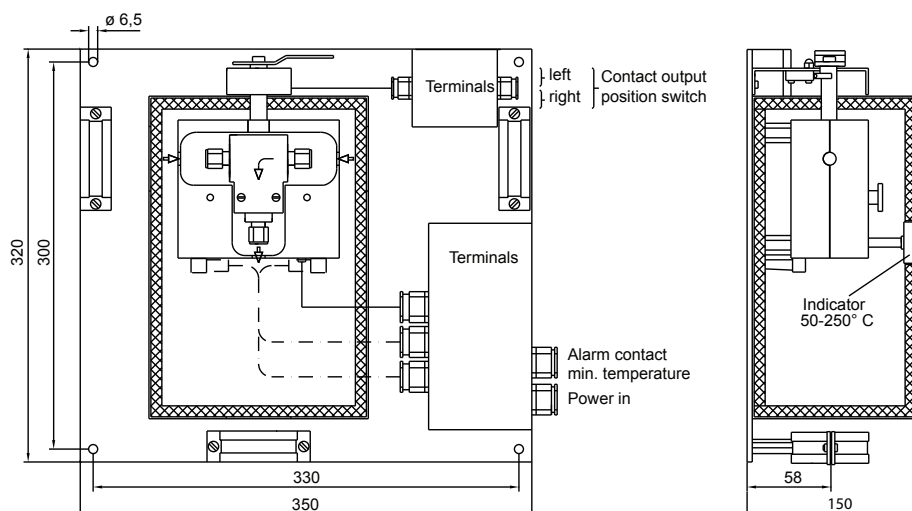 ø 6,5
320
300
Terminals
left
right
Contact output
position switch
Terminals
Alarm contact
min. temperature
Power in
330
350
Indicator
50-250° C
58
150